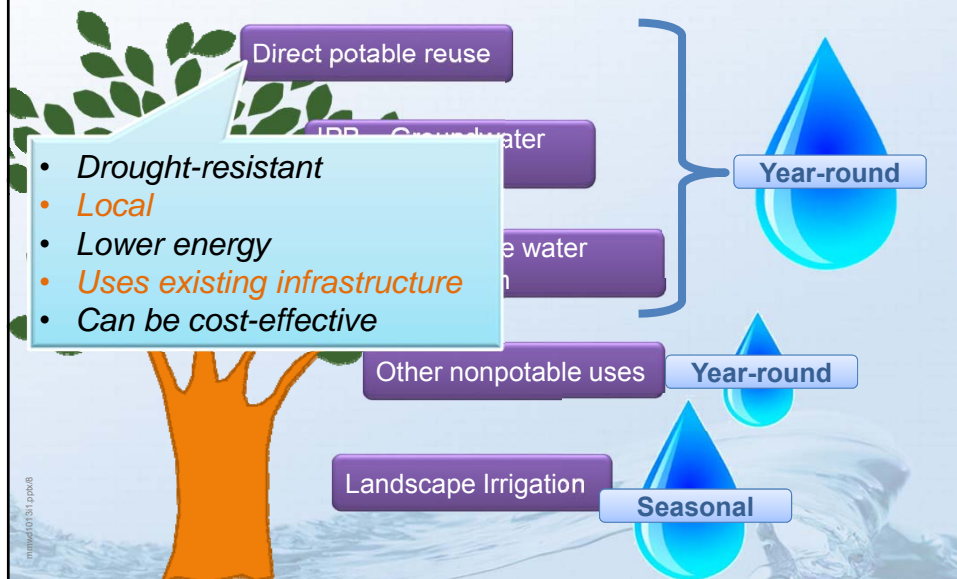 Direct potable reuse
• Drought-resistant
• Local
• Lower energy
• Uses existing infrastructure
• Can be cost-effective
Year-round
water
Other nonpotable uses
Year-round
Landscape Irrigation
Seasonal